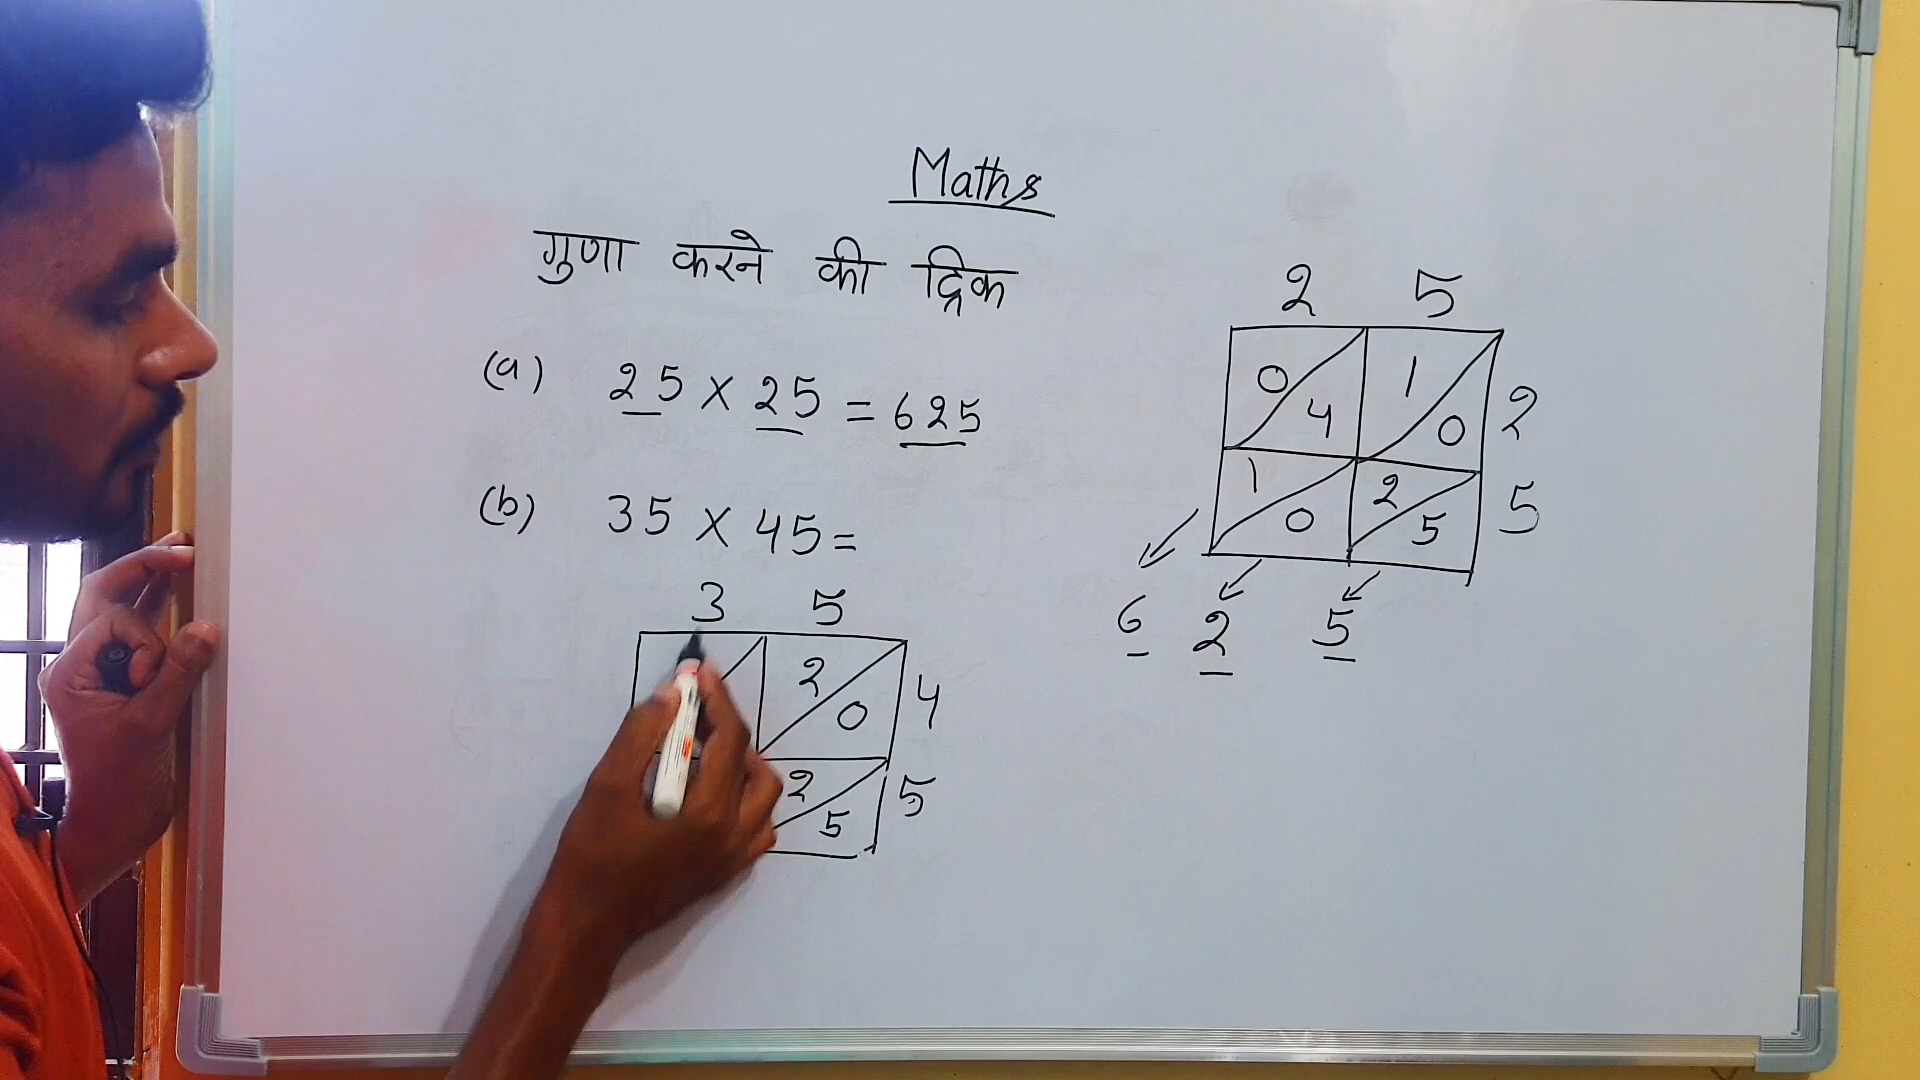 Maths
गुणा करने की ट्रिक
(a) 25 × 25 = 625
(b) 35 × 45 =
3 5
2 0 4
2 5 5
2 5
0 4 1 0 2
1 0 2 5 5
6 2 5